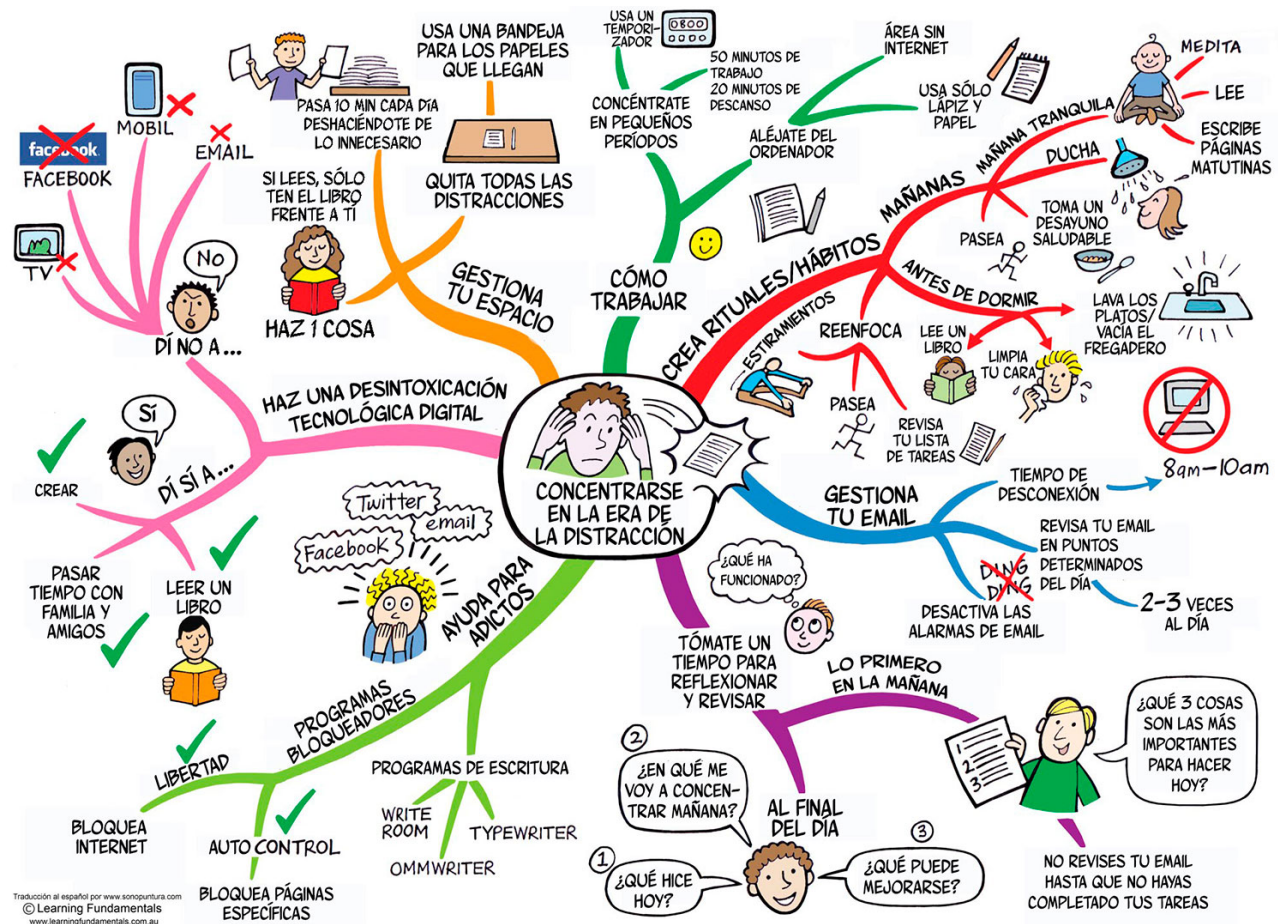 CONCENTRARSE
EN LA ERA DE
LA DISTRACCIÓN
CÓMO
TRABAJAR
CONCÉNTRATE
EN PEQUEÑOS
PERÍODOS
USA UN
TEMPORI-
ZADOR
0800
50 MINUTOS DE
TRABAJO
20 MINUTOS DE
DESCANSO
ALÉJATE DEL
ORDENADOR
ÁREA SIN
INTERNET
USA SÓLO
LÁPIZ Y
PAPEL
CREA RITUALES/HÁBITOS
MAÑANAS
MAÑANA TRANQUILA
MEDITA
LEE
ESCRIBE
PÁGINAS
MATUTINAS
DUCHA
TOMA UN
DESAYUNO
SALUDABLE
PASEA
ANTES DE DORMIR
LAVA LOS
PLATOS/
VACÍA EL
FREGADERO
LEE UN
LIBRO
LIMPIA
TU CARA
REENFOCA
ESTIRAMIENTOS
PASEA
REVISA
TU LISTA
DE TAREAS
GESTIONA
TU EMAIL
TIEMPO DE
DESCONEXIÓN
8am-10am
REVISA TU EMAIL
EN PUNTOS
DETERMINADOS
DEL DÍA
2-3 VECES
AL DÍA
DING
DING
DESACTIVA LAS
ALARMAS DE EMAIL
¿QUÉ HA
FUNCIONADO?
TÓMATE UN
TIEMPO PARA
REFLEXIONAR
Y REVISAR
LO PRIMERO
EN LA MAÑANA
1
2
3
¿QUÉ 3 COSAS
SON LAS MÁS
IMPORTANTES
PARA HACER
HOY?
NO REVISES TU EMAIL
HASTA QUE NO HAYAS
COMPLETADO TUS TAREAS
AL FINAL
DEL DÍA
1
¿QUÉ HICE
HOY?
2
¿EN QUÉ ME
VOY A CONCEN-
TRAR MAÑANA?
3
¿QUÉ PUEDE
MEJORARSE?
AYUDA PARA
ADICTOS
Twitter
email
Facebook
PROGRAMAS DE ESCRITURA
WRITE
ROOM
OMMWRITER
TYPEWRITER
PROGRAMAS
BLOQUEADORES
LIBERTAD
BLOQUEA
INTERNET
AUTO CONTROL
BLOQUEA PÁGINAS
ESPECÍFICAS
HAZ UNA DESINTOXICACIÓN
TECNOLÓGICA DIGITAL
DÍ SÍ A...
Sí
CREAR
PASAR
TIEMPO CON
FAMILIA Y
AMIGOS
LEER UN
LIBRO
DÍ NO A...
No
TV
facebook
FACEBOOK
MOBIL
EMAIL
GESTIONA
TU ESPACIO
HAZ 1 COSA
SI LEES, SÓLO
TEN EL LIBRO
FRENTE A TÍ
PASA 10 MIN CADA DÍA
DESHACIÉNDOTE DE
LO INNECESARIO
QUITA TODAS LAS
DISTRACCIONES
USA UNA BANDEJA
PARA LOS PAPELES
QUE LLEGAN
Traducción al español por www.sonopuntura.com
© Learning Fundamentals
www.learningfundamentals.com.au